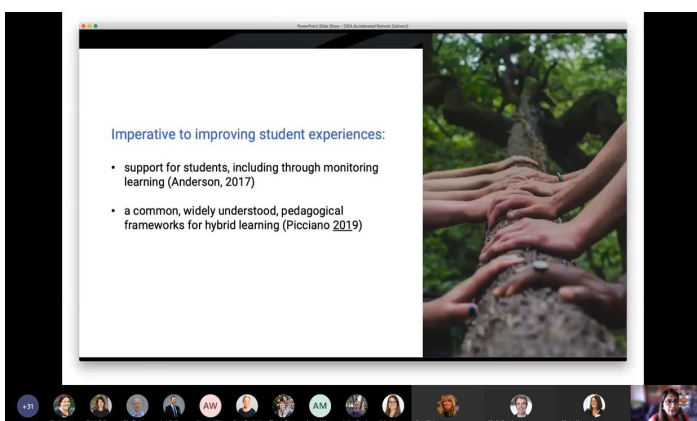 PowerPoint Slide Show - [SEA Accelerated Remote Delivery]
Imperative to improving student experiences:
• support for students, including through monitoring
learning (Anderson, 2017)
• a common, widely understood, pedagogical
frameworks for hybrid learning (Picciano 2019)
+31
AW
AM